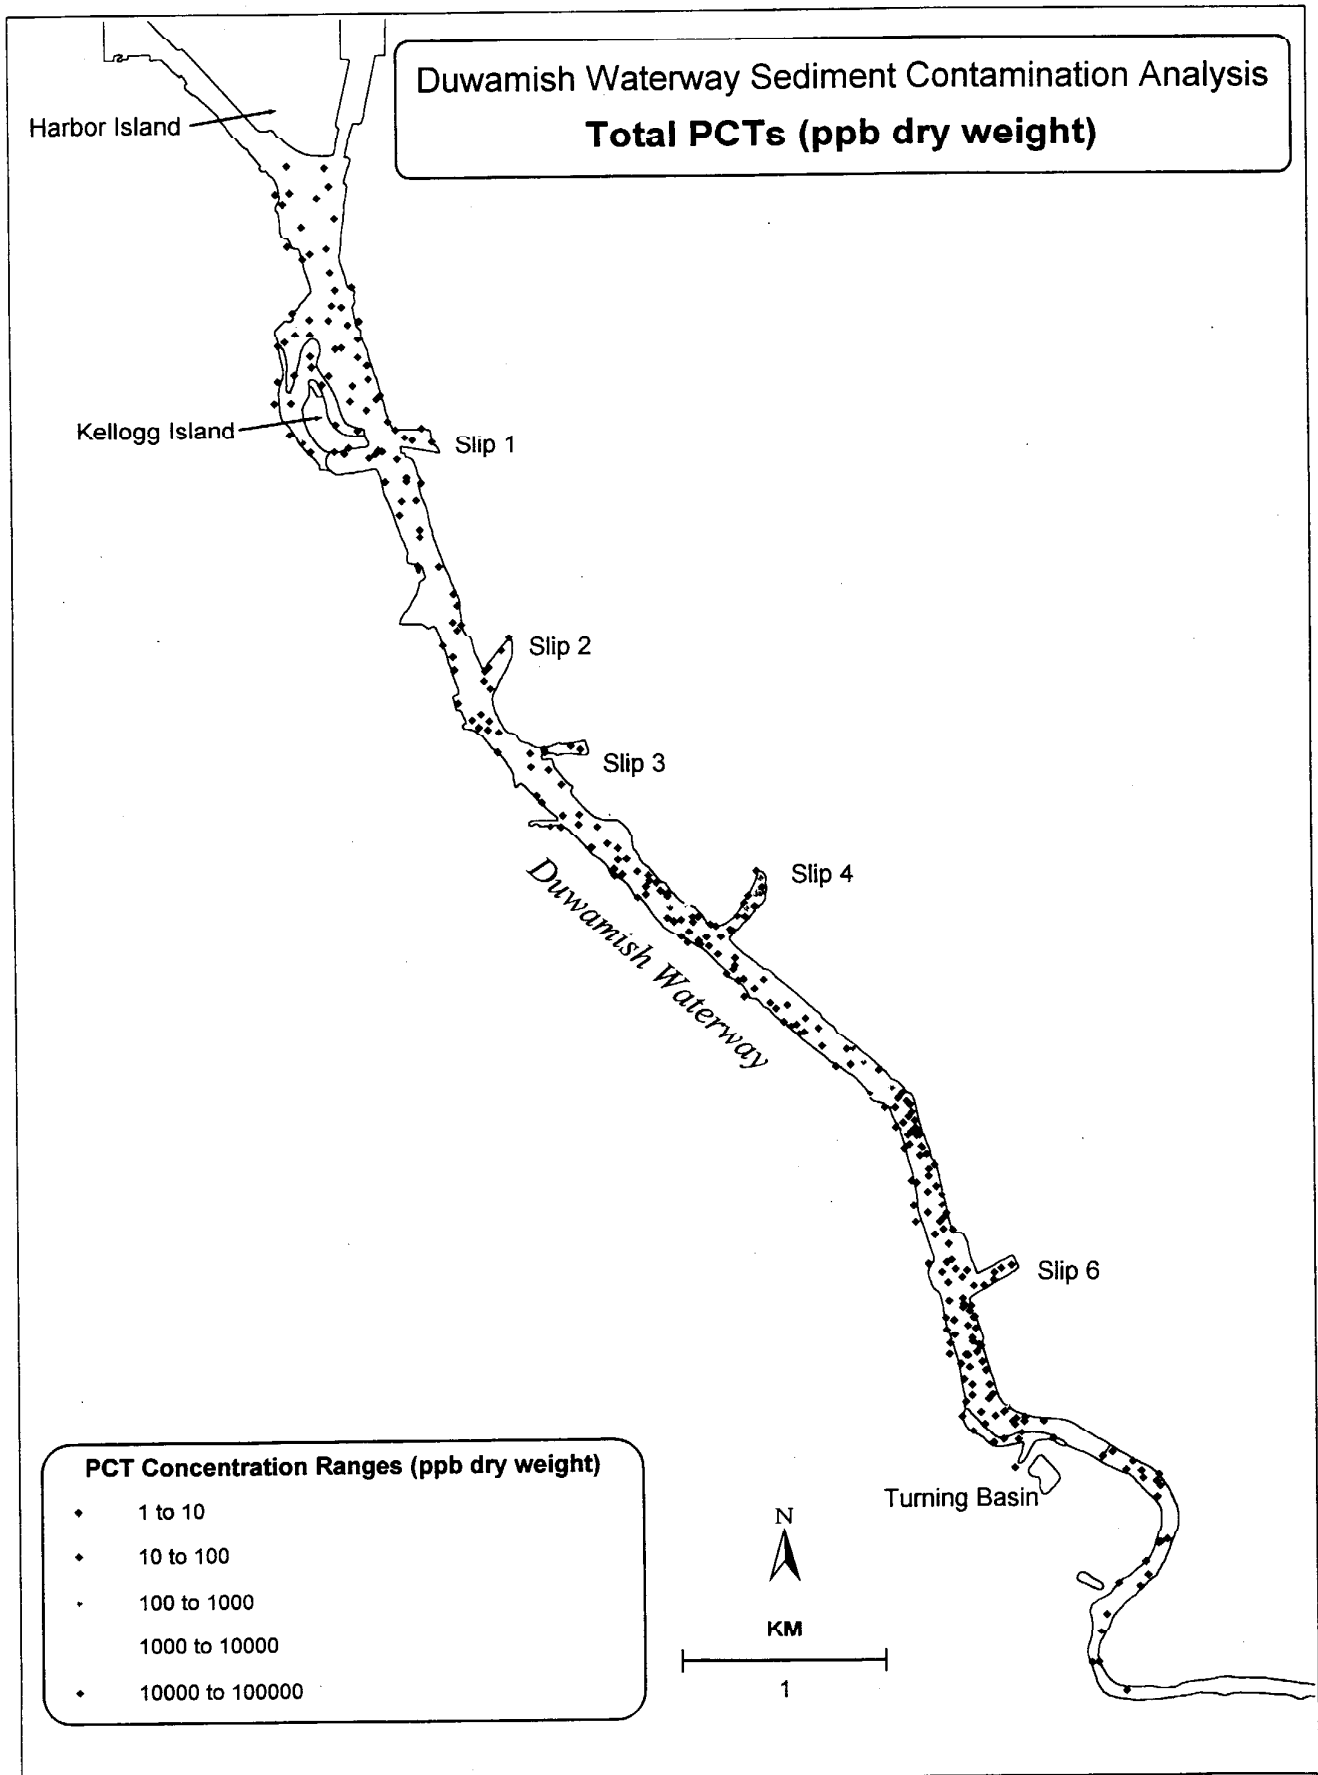 Duwamish Waterway Sediment Contamination Analysis
Total PCTs (ppb dry weight)
Harbor Island
Kellogg Island
Slip 1
Slip 2
Slip 3
Slip 4
Duwamish Waterway
Slip 6
Turning Basin
PCT Concentration Ranges (ppb dry weight)
1 to 10
10 to 100
100 to 1000
1000 to 10000
10000 to 100000
N
KM
1